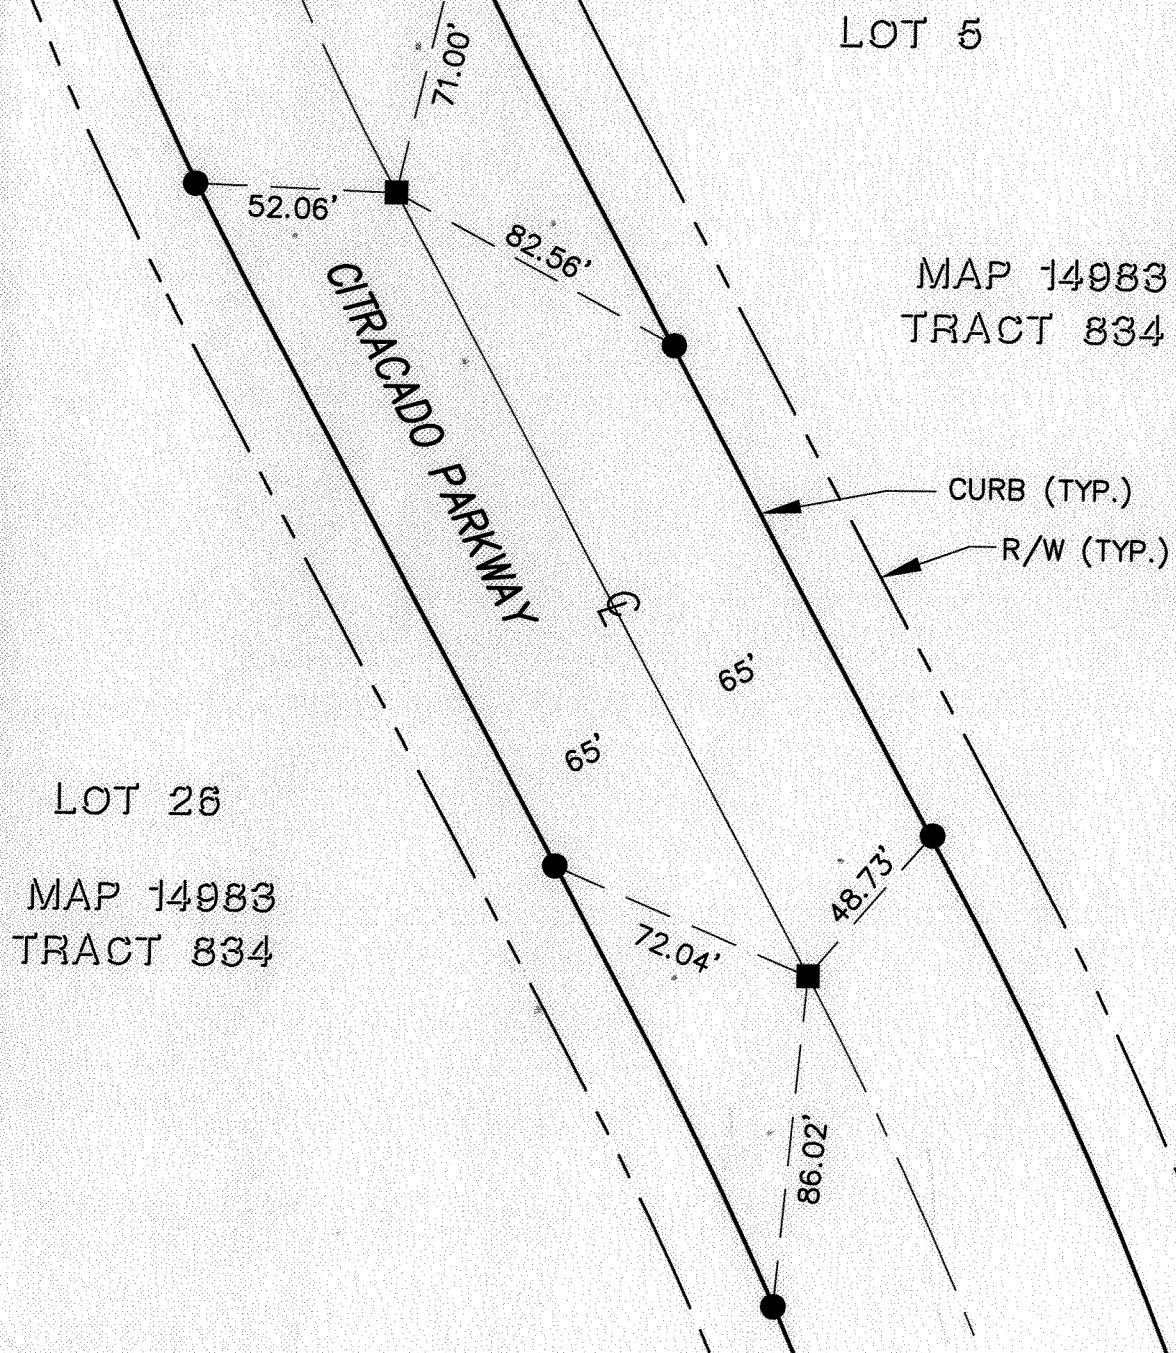 LOT 5
71.00'
52.06'
82.56'
MAP 14983
TRACT 834
CITRACADO PARKWAY
CURB (TYP.)
R/W (TYP.)
CL
65'
65'
LOT 26
MAP 14983
TRACT 834
48.73'
72.04'
86.02'